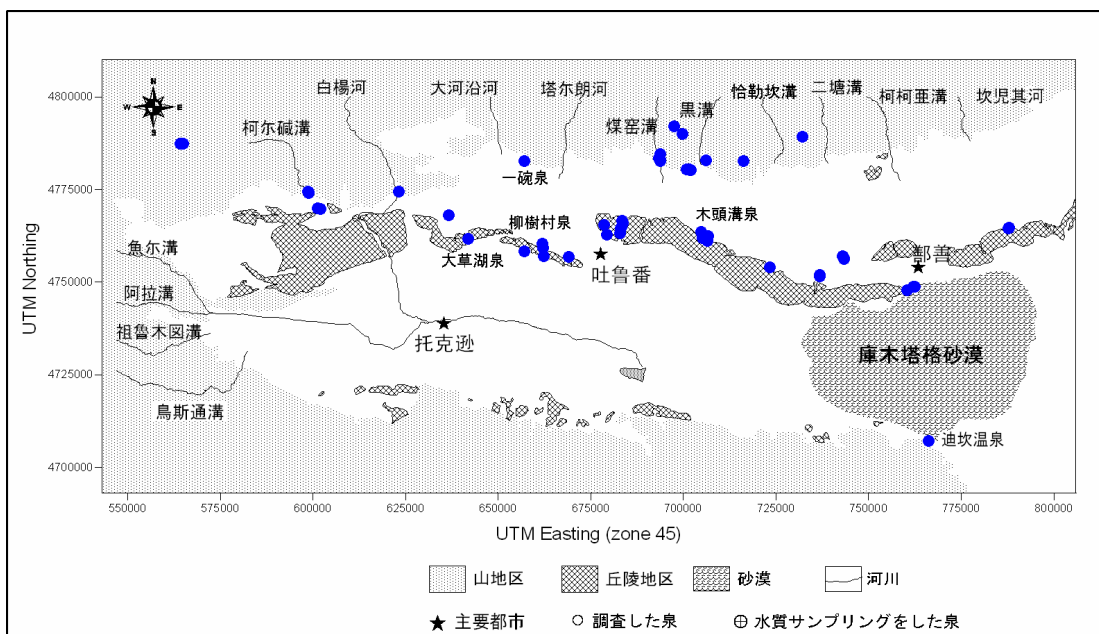 白楊河 大河沿河 塔尔朗河 恰勒坎溝 二塘溝
4800000
N
W E
S
柯尔碱溝 煤窑溝 黒溝 柯柯亜溝 坎児其河
一碗泉
4775000
魚尔溝 柳樹村泉 木頭溝泉
大草湖泉
4750000
阿拉溝 吐鲁番 鄯善
祖魯木図溝 托克逊 庫木塔格砂漠
4725000
鳥斯通溝
4700000 迪坎温泉
UTM Northing
550000 575000 600000 625000 650000 675000 700000 725000 750000 775000 800000
UTM Easting (zone 45)
山地区 丘陵地区 砂漠 河川
主要都市 調査した泉 水質サンプリングをした泉